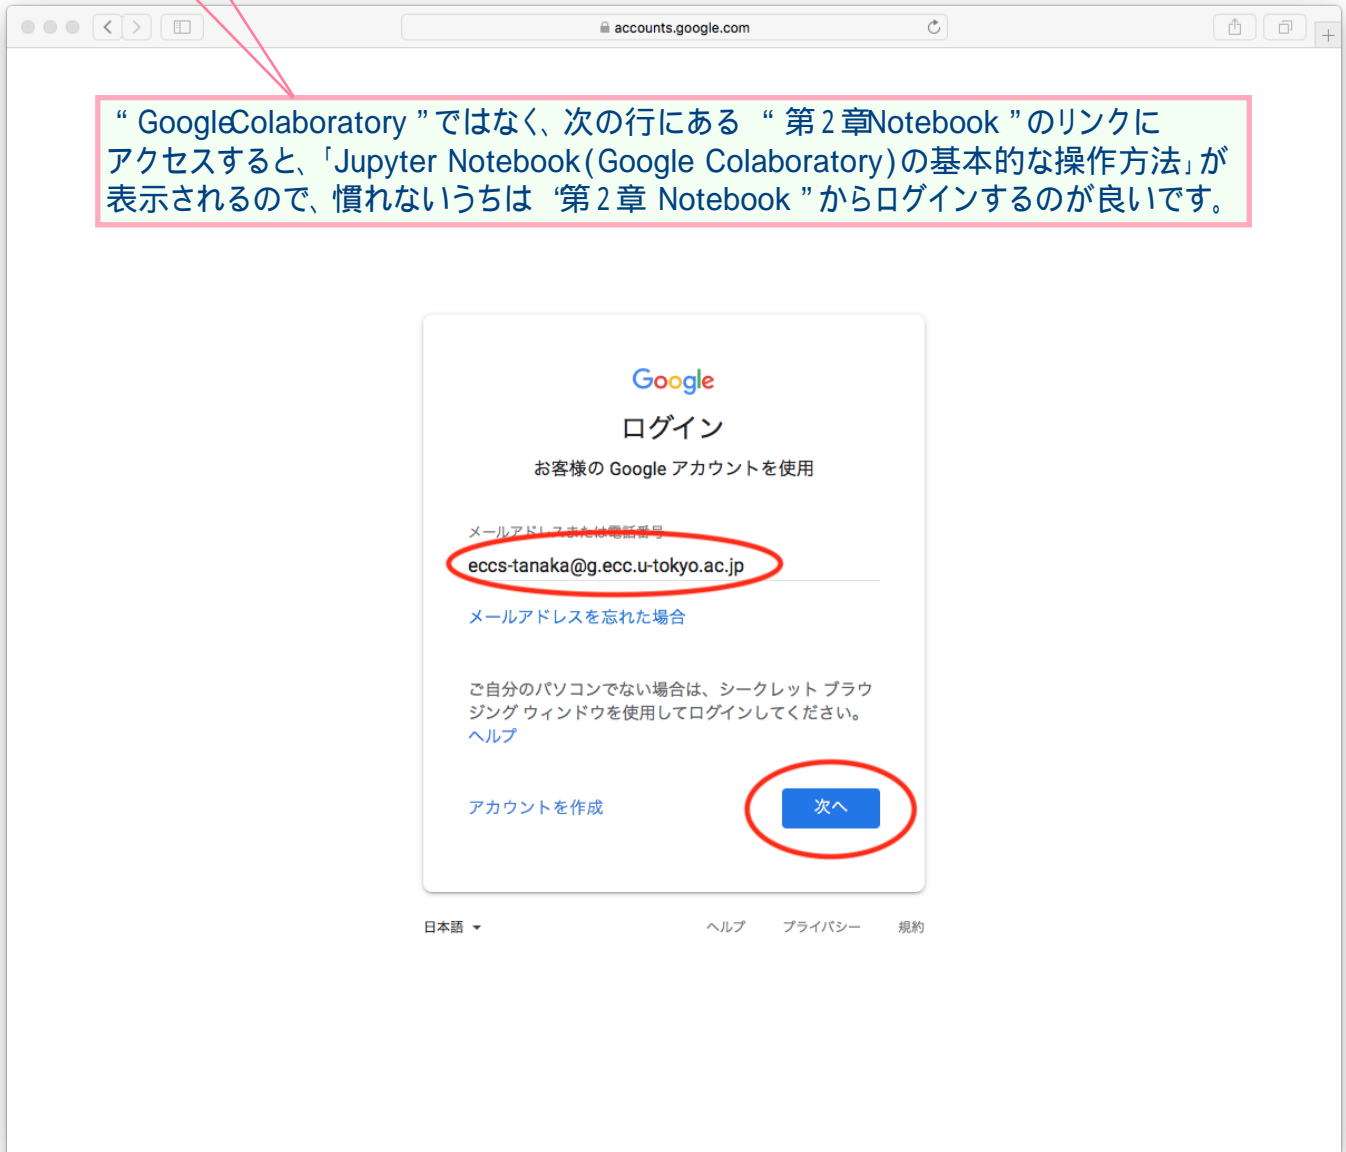 accounts.google.com
“ GoogleColaboratory ”ではなく、次の行にある “ 第2章Notebook ”のリンクに
アクセスすると、「Jupyter Notebook(Google Colaboratory)の基本的な操作方法」が
表示されるので、慣れないうちは “第2章 Notebook ”からログインするのが良いです。
Google
ログイン
お客様の Google アカウントを使用
メールアドレスまたは電話番号
eccs-tanaka@g.ecc.u-tokyo.ac.jp
メールアドレスを忘れた場合
ご自分のパソコンでない場合は、シークレット ブラウ
ジング ウィンドウを使用してログインしてください。
ヘルプ
アカウントを作成 次へ
日本語 ヘルプ プライバシー 規約